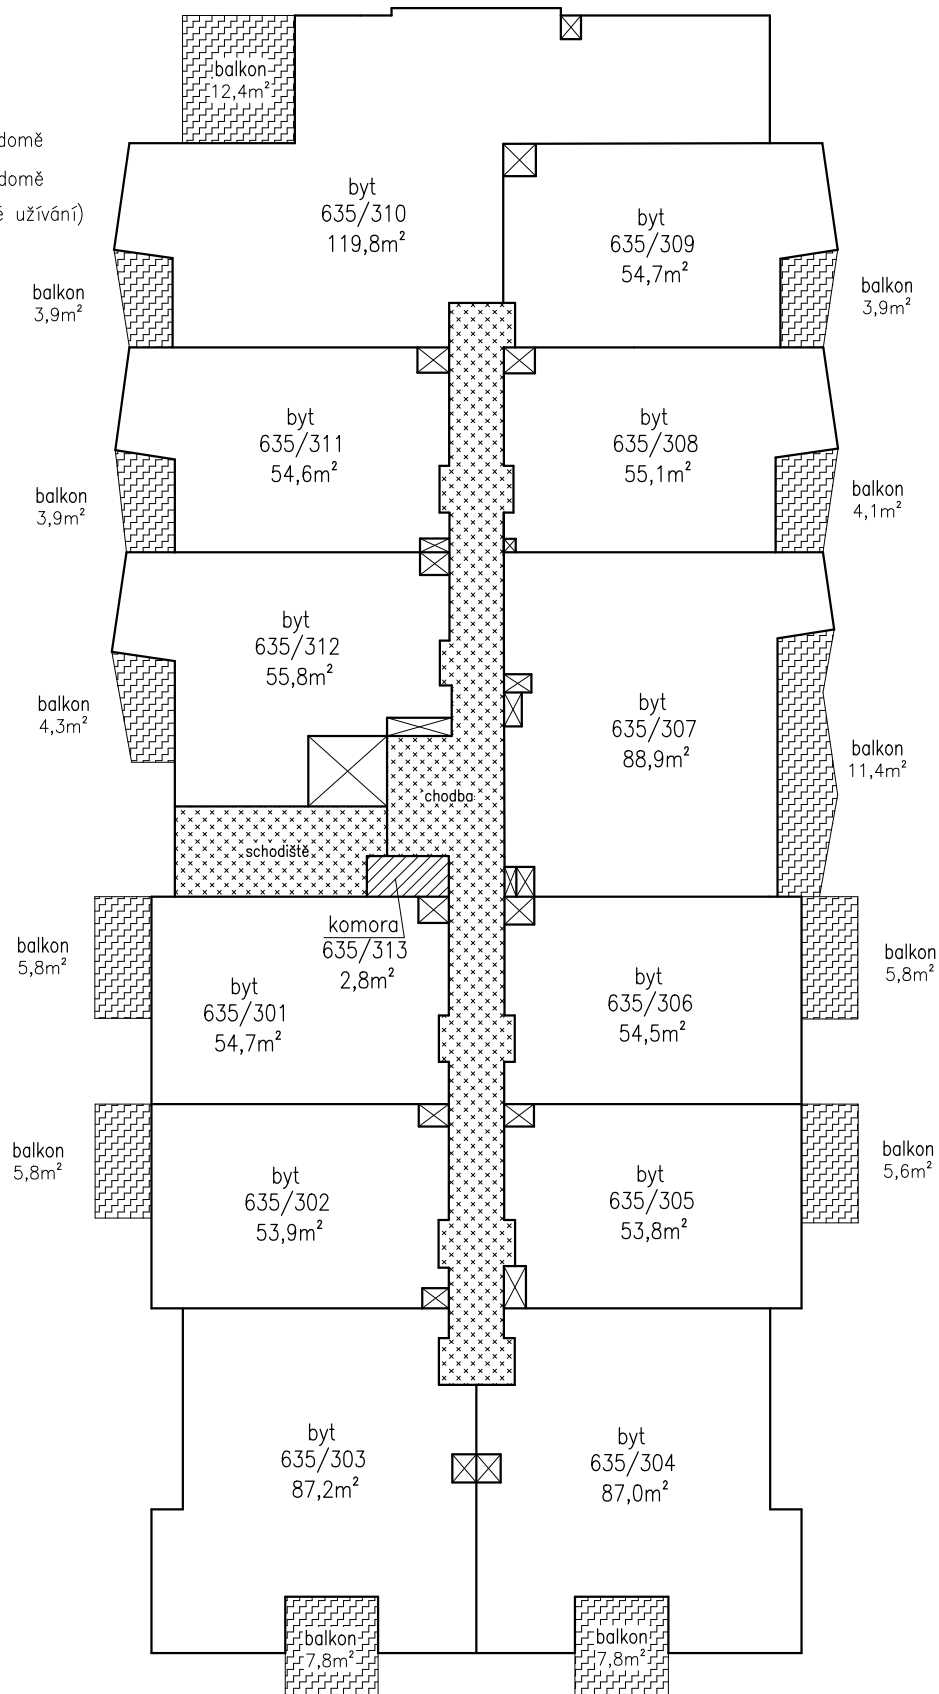 balkon
12,4m²
domě
domě
é užívání)
byt
635/310
119,8m²
byt
635/309
54,7m²
balkon
3,9m²
balkon
3,9m²
byt
635/311
54,6m²
byt
635/308
55,1m²
balkon
3,9m²
balkon
4,1m²
byt
635/312
55,8m²
byt
635/307
88,9m²
balkon
4,3m²
balkon
11,4m²
chodba
schodiště
komora
635/313
2,8m²
balkon
5,8m²
byt
635/301
54,7m²
byt
635/306
54,5m²
balkon
5,8m²
balkon
5,8m²
byt
635/302
53,9m²
byt
635/305
53,8m²
balkon
5,6m²
byt
635/303
87,2m²
byt
635/304
87,0m²
balkon
7,8m²
balkon
7,8m²